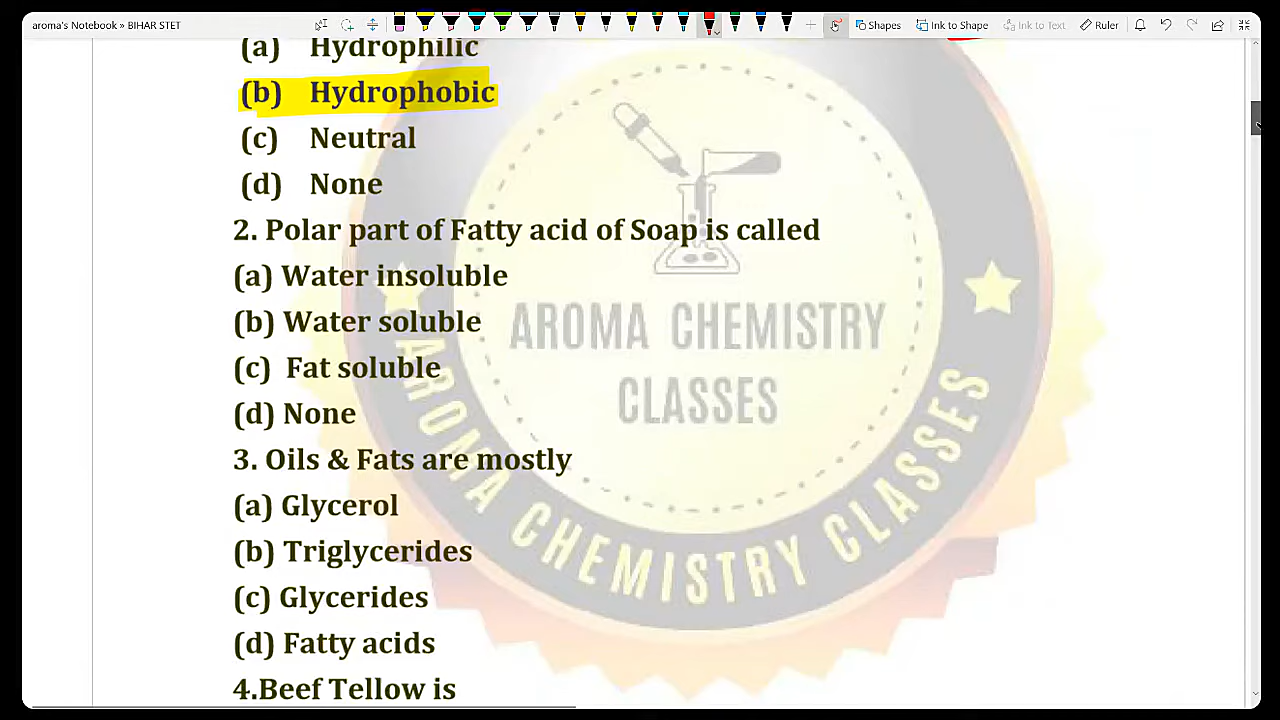 aroma's Notebook » BIHAR STET
Shapes
Ink to Shape
Ink to Text
Ruler
(a) Hydrophilic
(b) Hydrophobic
(c) Neutral
(d) None
2. Polar part of Fatty acid of Soap is called
(a) Water insoluble
(b) Water soluble
(c) Fat soluble
(d) None
3. Oils & Fats are mostly
(a) Glycerol
(b) Triglycerides
(c) Glycerides
(d) Fatty acids
4.Beef Tellow is
AROMA CHEMISTRY
CLASSES
AROMA CHEMISTRY CLASSES